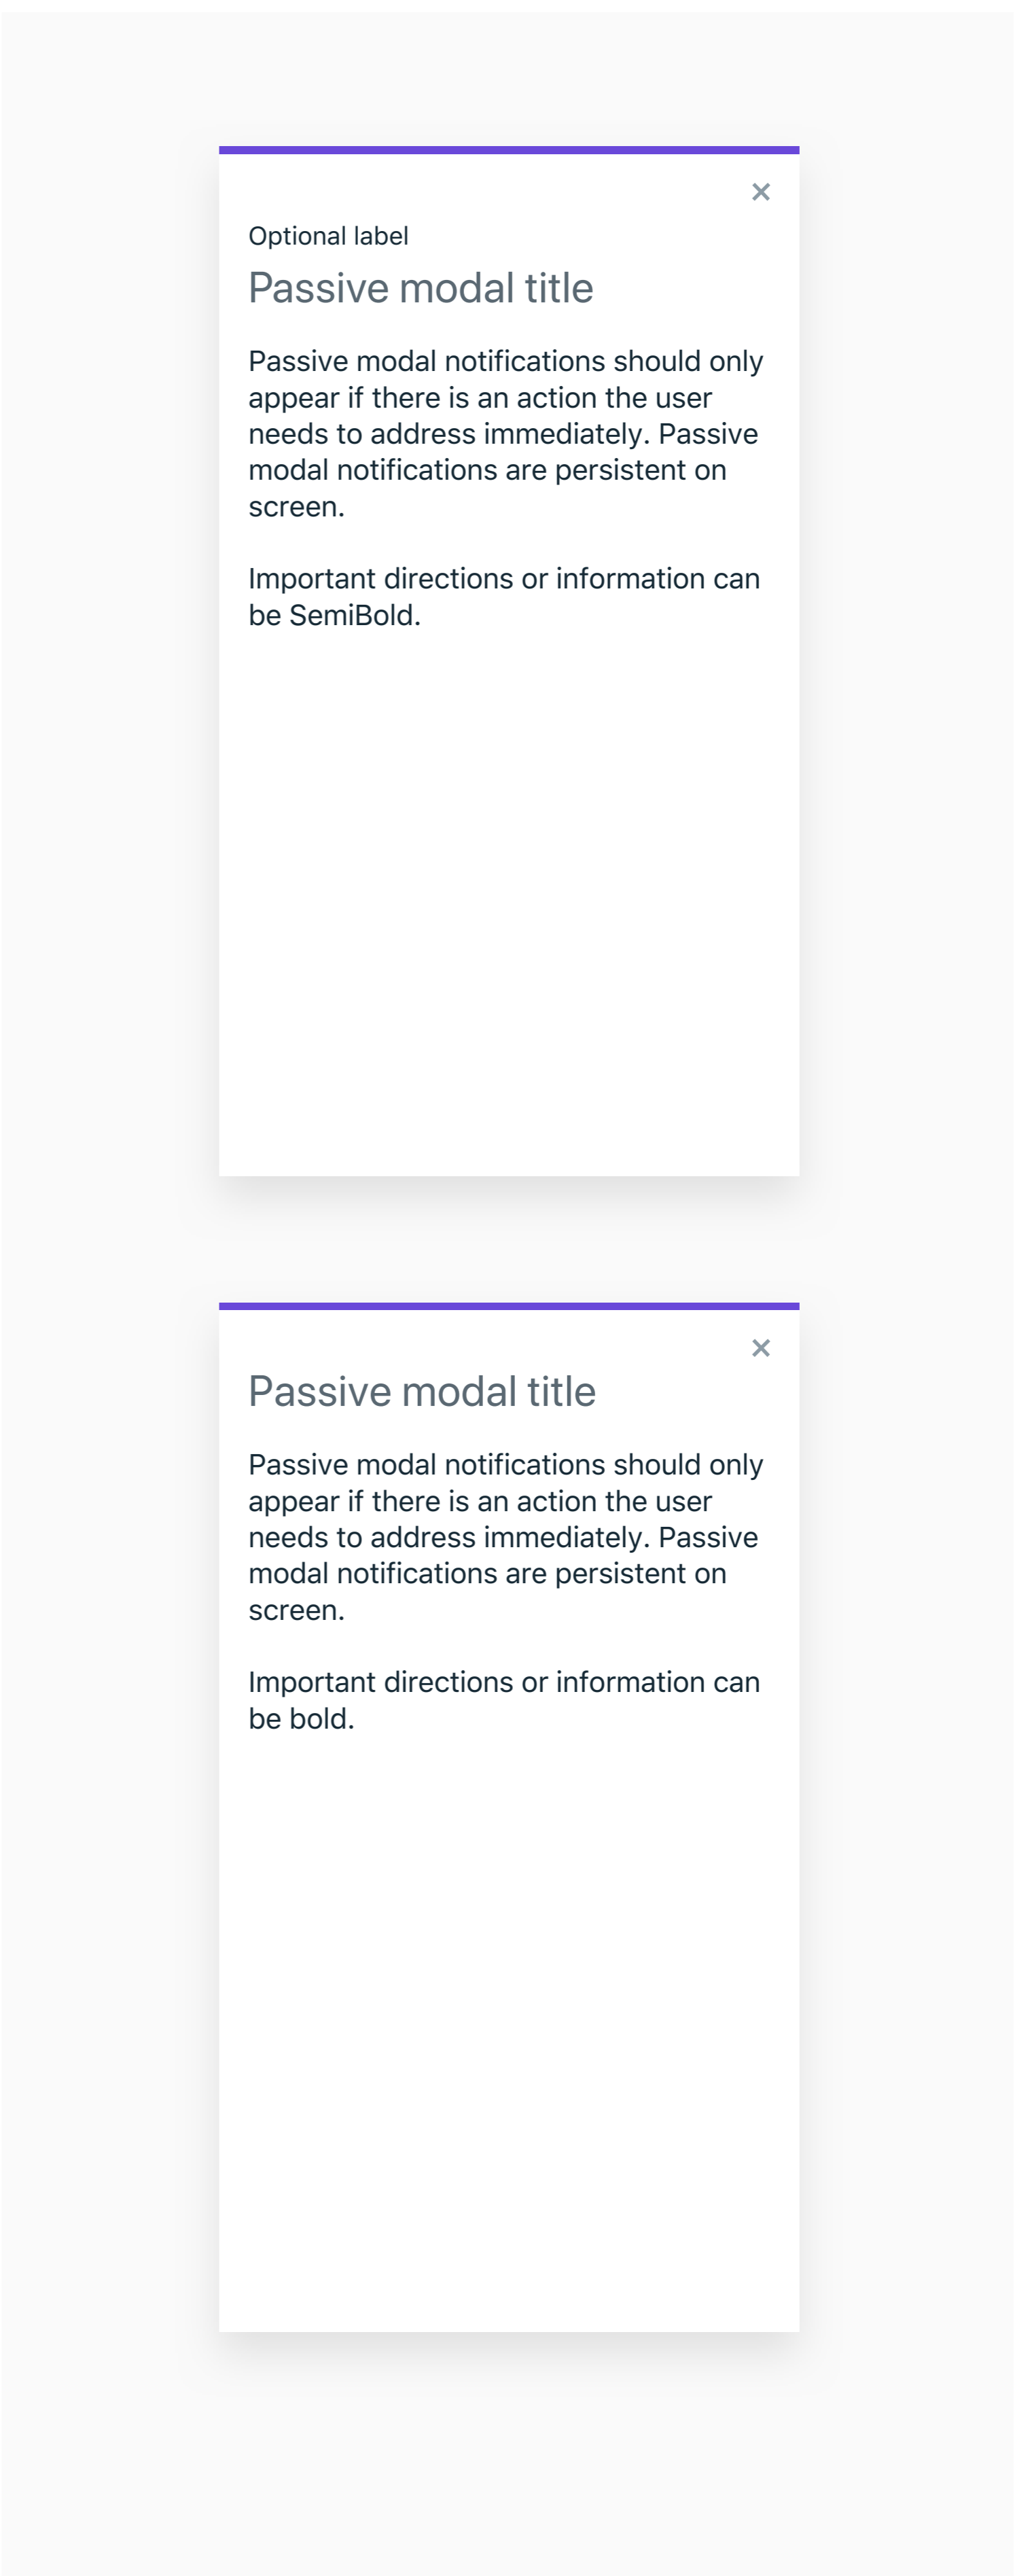 Optional label
Passive modal title
Passive modal notifications should only
appear if there is an action the user
needs to address immediately. Passive
modal notifications are persistent on
screen.
Important directions or information can
be SemiBold.
Passive modal title
Passive modal notifications should only
appear if there is an action the user
needs to address immediately. Passive
modal notifications are persistent on
screen.
Important directions or information can
be bold.